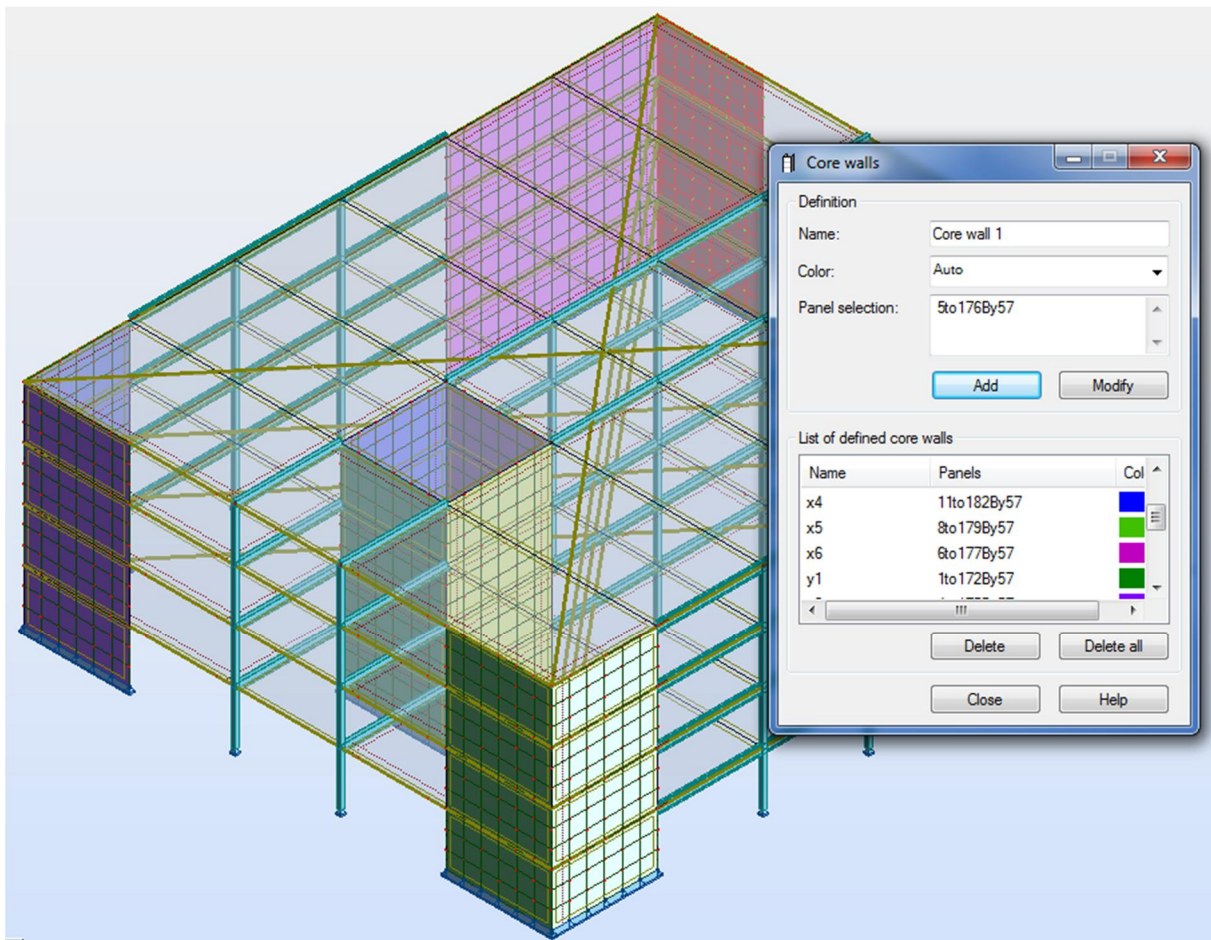 Core walls
Definition
Name: Core wall 1
Color: Auto
Panel selection: 5to176By57
Add Modify
List of defined core walls
Name Panels Col
x4 11to182By57
x5 8to179By57
x6 6to177By57
y1 1to172By57
Delete Delete all
Close Help